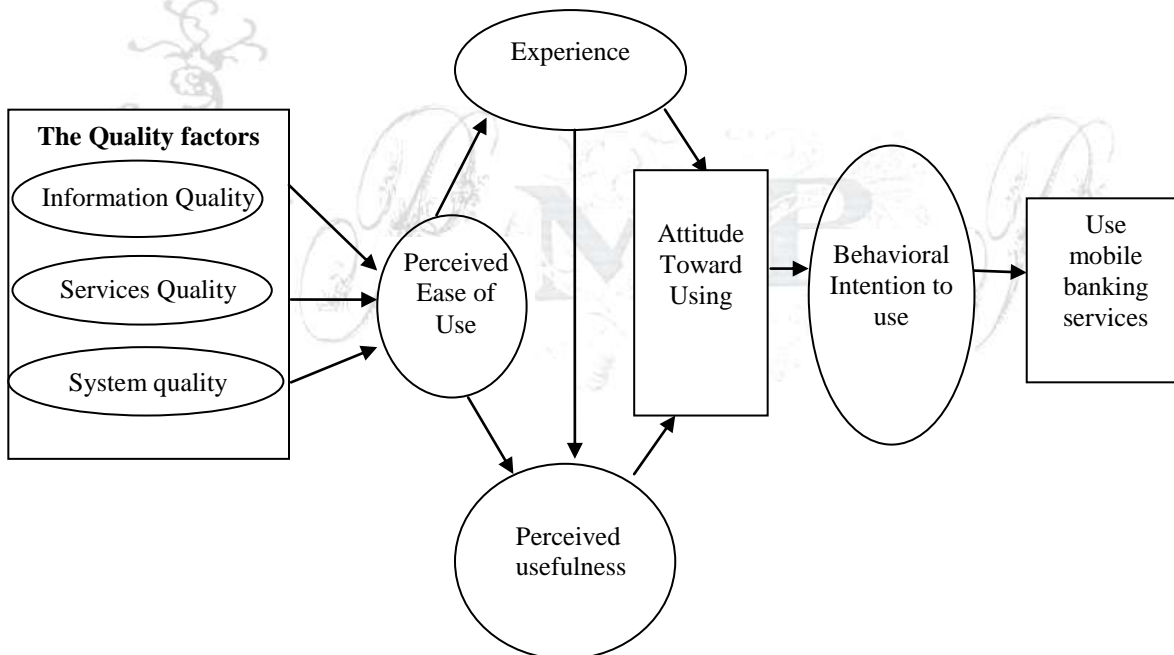 Experience
The Quality factors
Information Quality
Services Quality
System quality
Perceived
Ease of
Use
Perceived
usefulness
Attitude
Toward
Using
Behavioral
Intention to
use
Use
mobile
banking
services